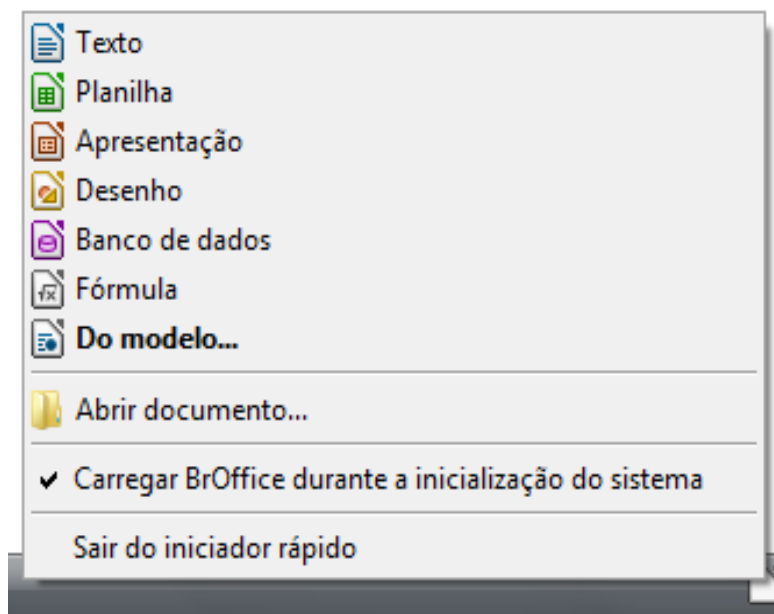 Texto
Planilha
Apresentação
Desenho
Banco de dados
Fórmula
Do modelo...
Abrir documento...
Carregar BrOffice durante a inicialização do sistema
Sair do iniciador rápido